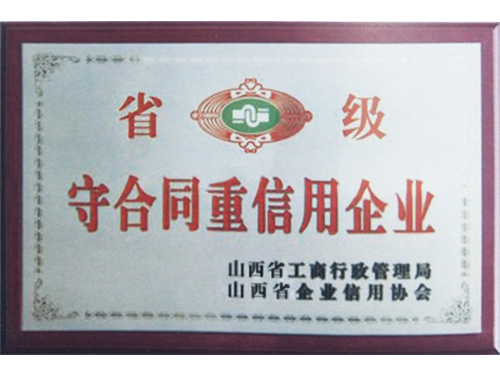 省 级
守合同重信用企业
山西省工商行政管理局
山西省企业信用协会